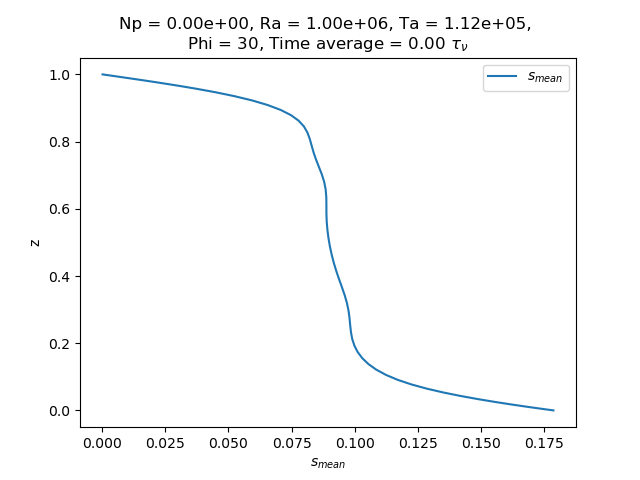 Np = 0.00e+00, Ra = 1.00e+06, Ta = 1.12e+05,
Phi = 30, Time average = 0.00 τν
s_mean
1.0
0.8
0.6
0.4
0.2
0.0
z
0.000 0.025 0.050 0.075 0.100 0.125 0.150 0.175
s_mean